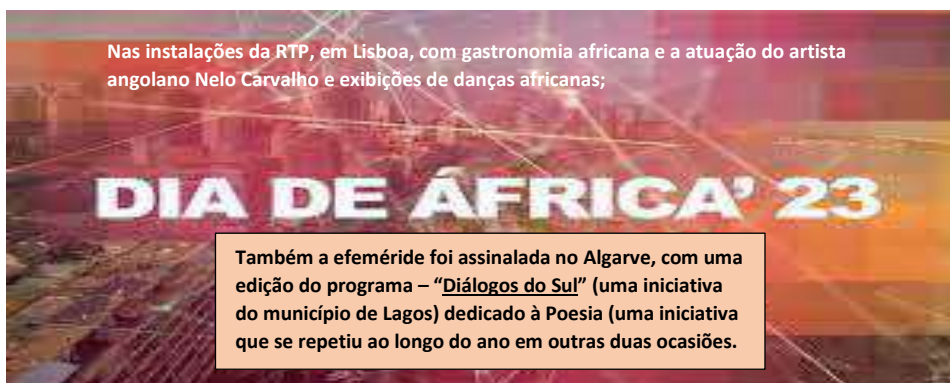 Nas instalações da RTP, em Lisboa, com gastronomia africana e a atuação do artista
angolano Nelo Carvalho e exibições de danças africanas;
DIA DE ÁFRICA' 23
Também a efeméride foi assinalada no Algarve, com uma
edição do programa – “Diálogos do Sul” (uma iniciativa
do município de Lagos) dedicado à Poesia (uma iniciativa
que se repetiu ao longo do ano em outras duas ocasiões.